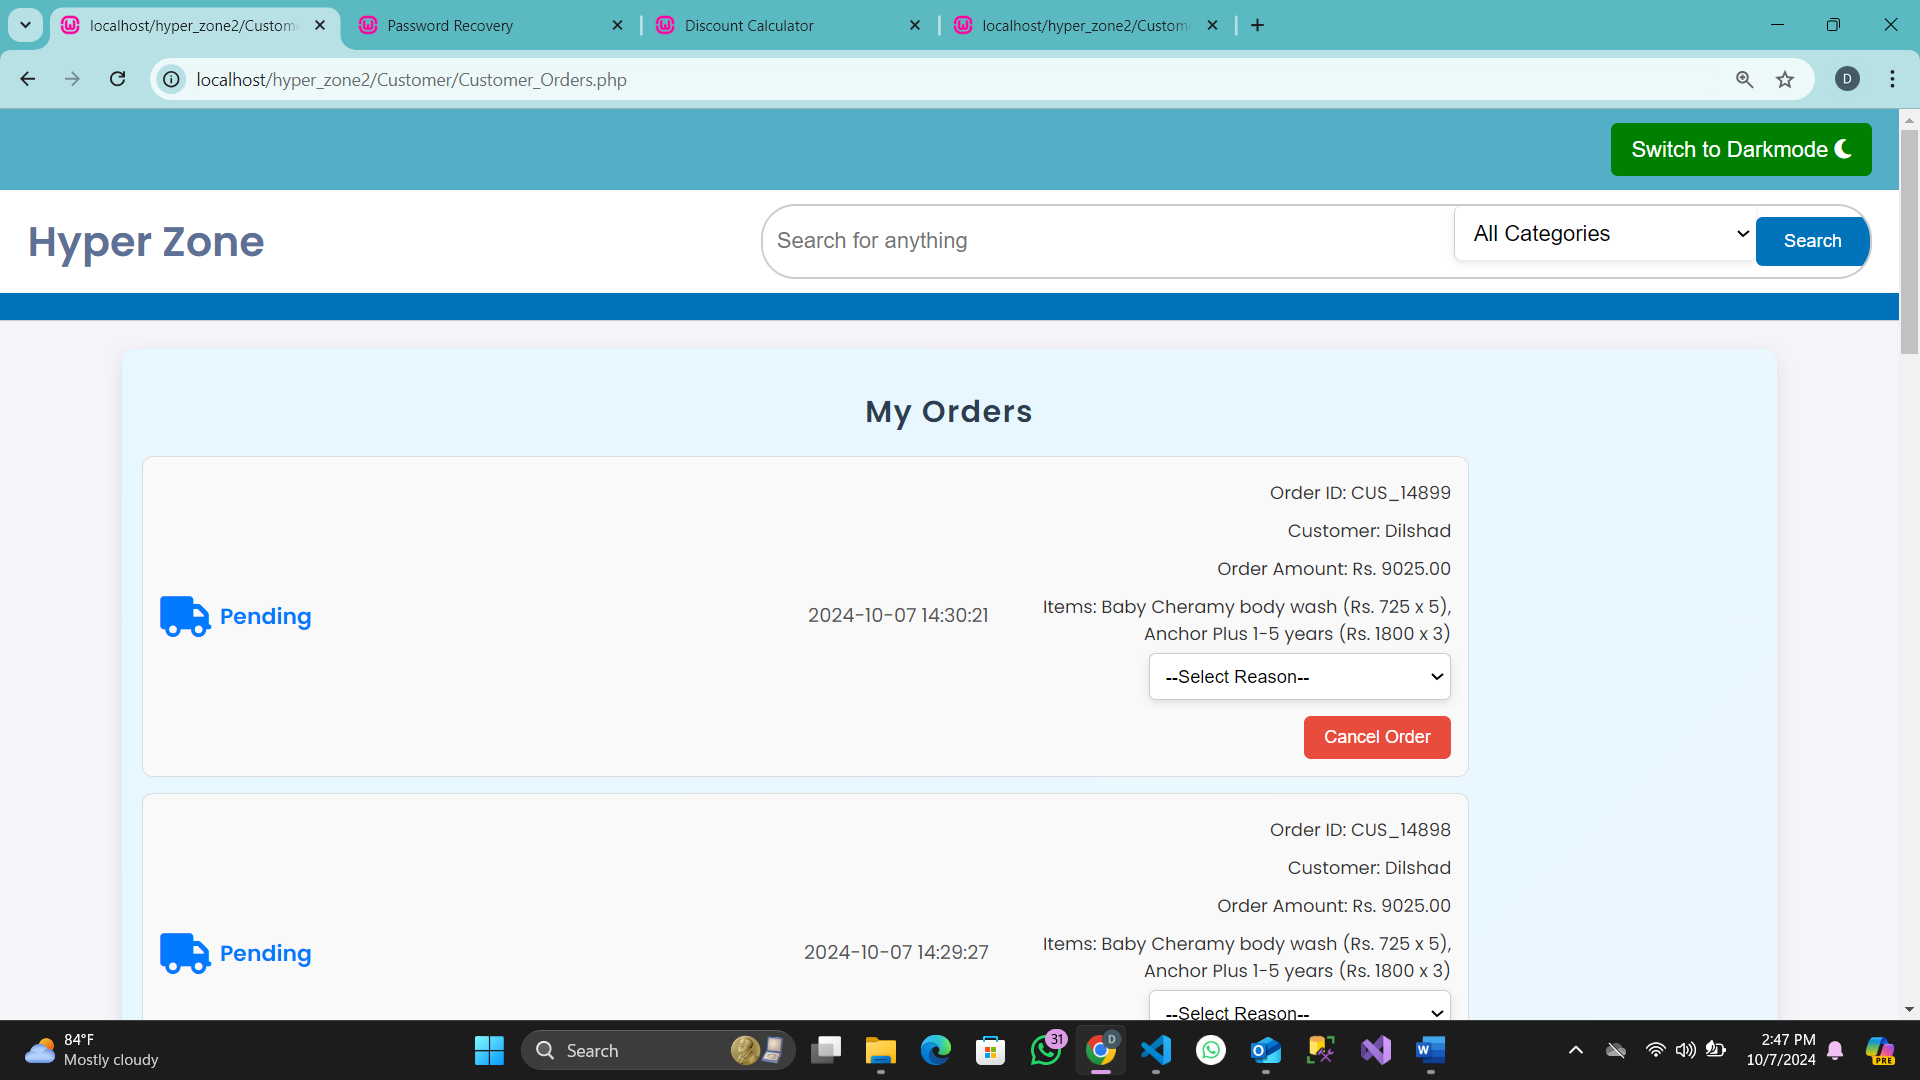 localhost/hyper_zone2/Custom
Password Recovery
Discount Calculator
localhost/hyper_zone2/Custom
D
localhost/hyper_zone2/Customer/Customer_Orders.php
Switch to Darkmode
Hyper Zone
Search for anything
All Categories
Search
My Orders
Order ID: CUS_14899
Customer: Dilshad
Order Amount: Rs. 9025.00
Pending
2024-10-07 14:30:21
Items: Baby Cheramy body wash (Rs. 725 x 5),
Anchor Plus 1-5 years (Rs. 1800 x 3)
--Select Reason--
Cancel Order
Order ID: CUS_14898
Customer: Dilshad
Order Amount: Rs. 9025.00
Pending
2024-10-07 14:29:27
Items: Baby Cheramy body wash (Rs. 725 x 5),
Anchor Plus 1-5 years (Rs. 1800 x 3)
--Select Reason--
84°F
Mostly cloudy
Search
31
D
2:47 PM
10/7/2024
PRE